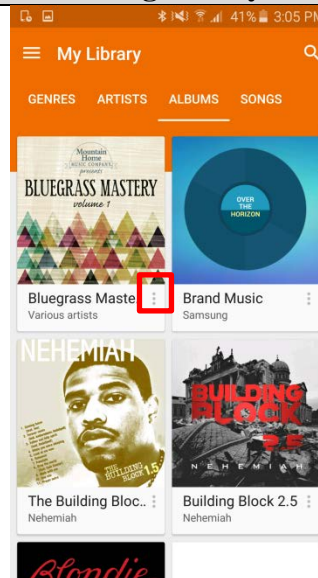 41% 3:05 PM
My Library
GENRES ARTISTS ALBUMS SONGS
Mountain
Home
MUSIC COMPANY
presents
BLUEGRASS MASTERY
volume 1
OVER
THE
HORIZON
Bluegrass Maste..
Various artists
Brand Music
Samsung
NEHEMIAH
THE BUILDING
BLOCK 1.5
BUILDING
BLOCK
2.5
NEHEMIAH
The Building Bloc..
Nehemiah
Building Block 2.5
Nehemiah
Blondie